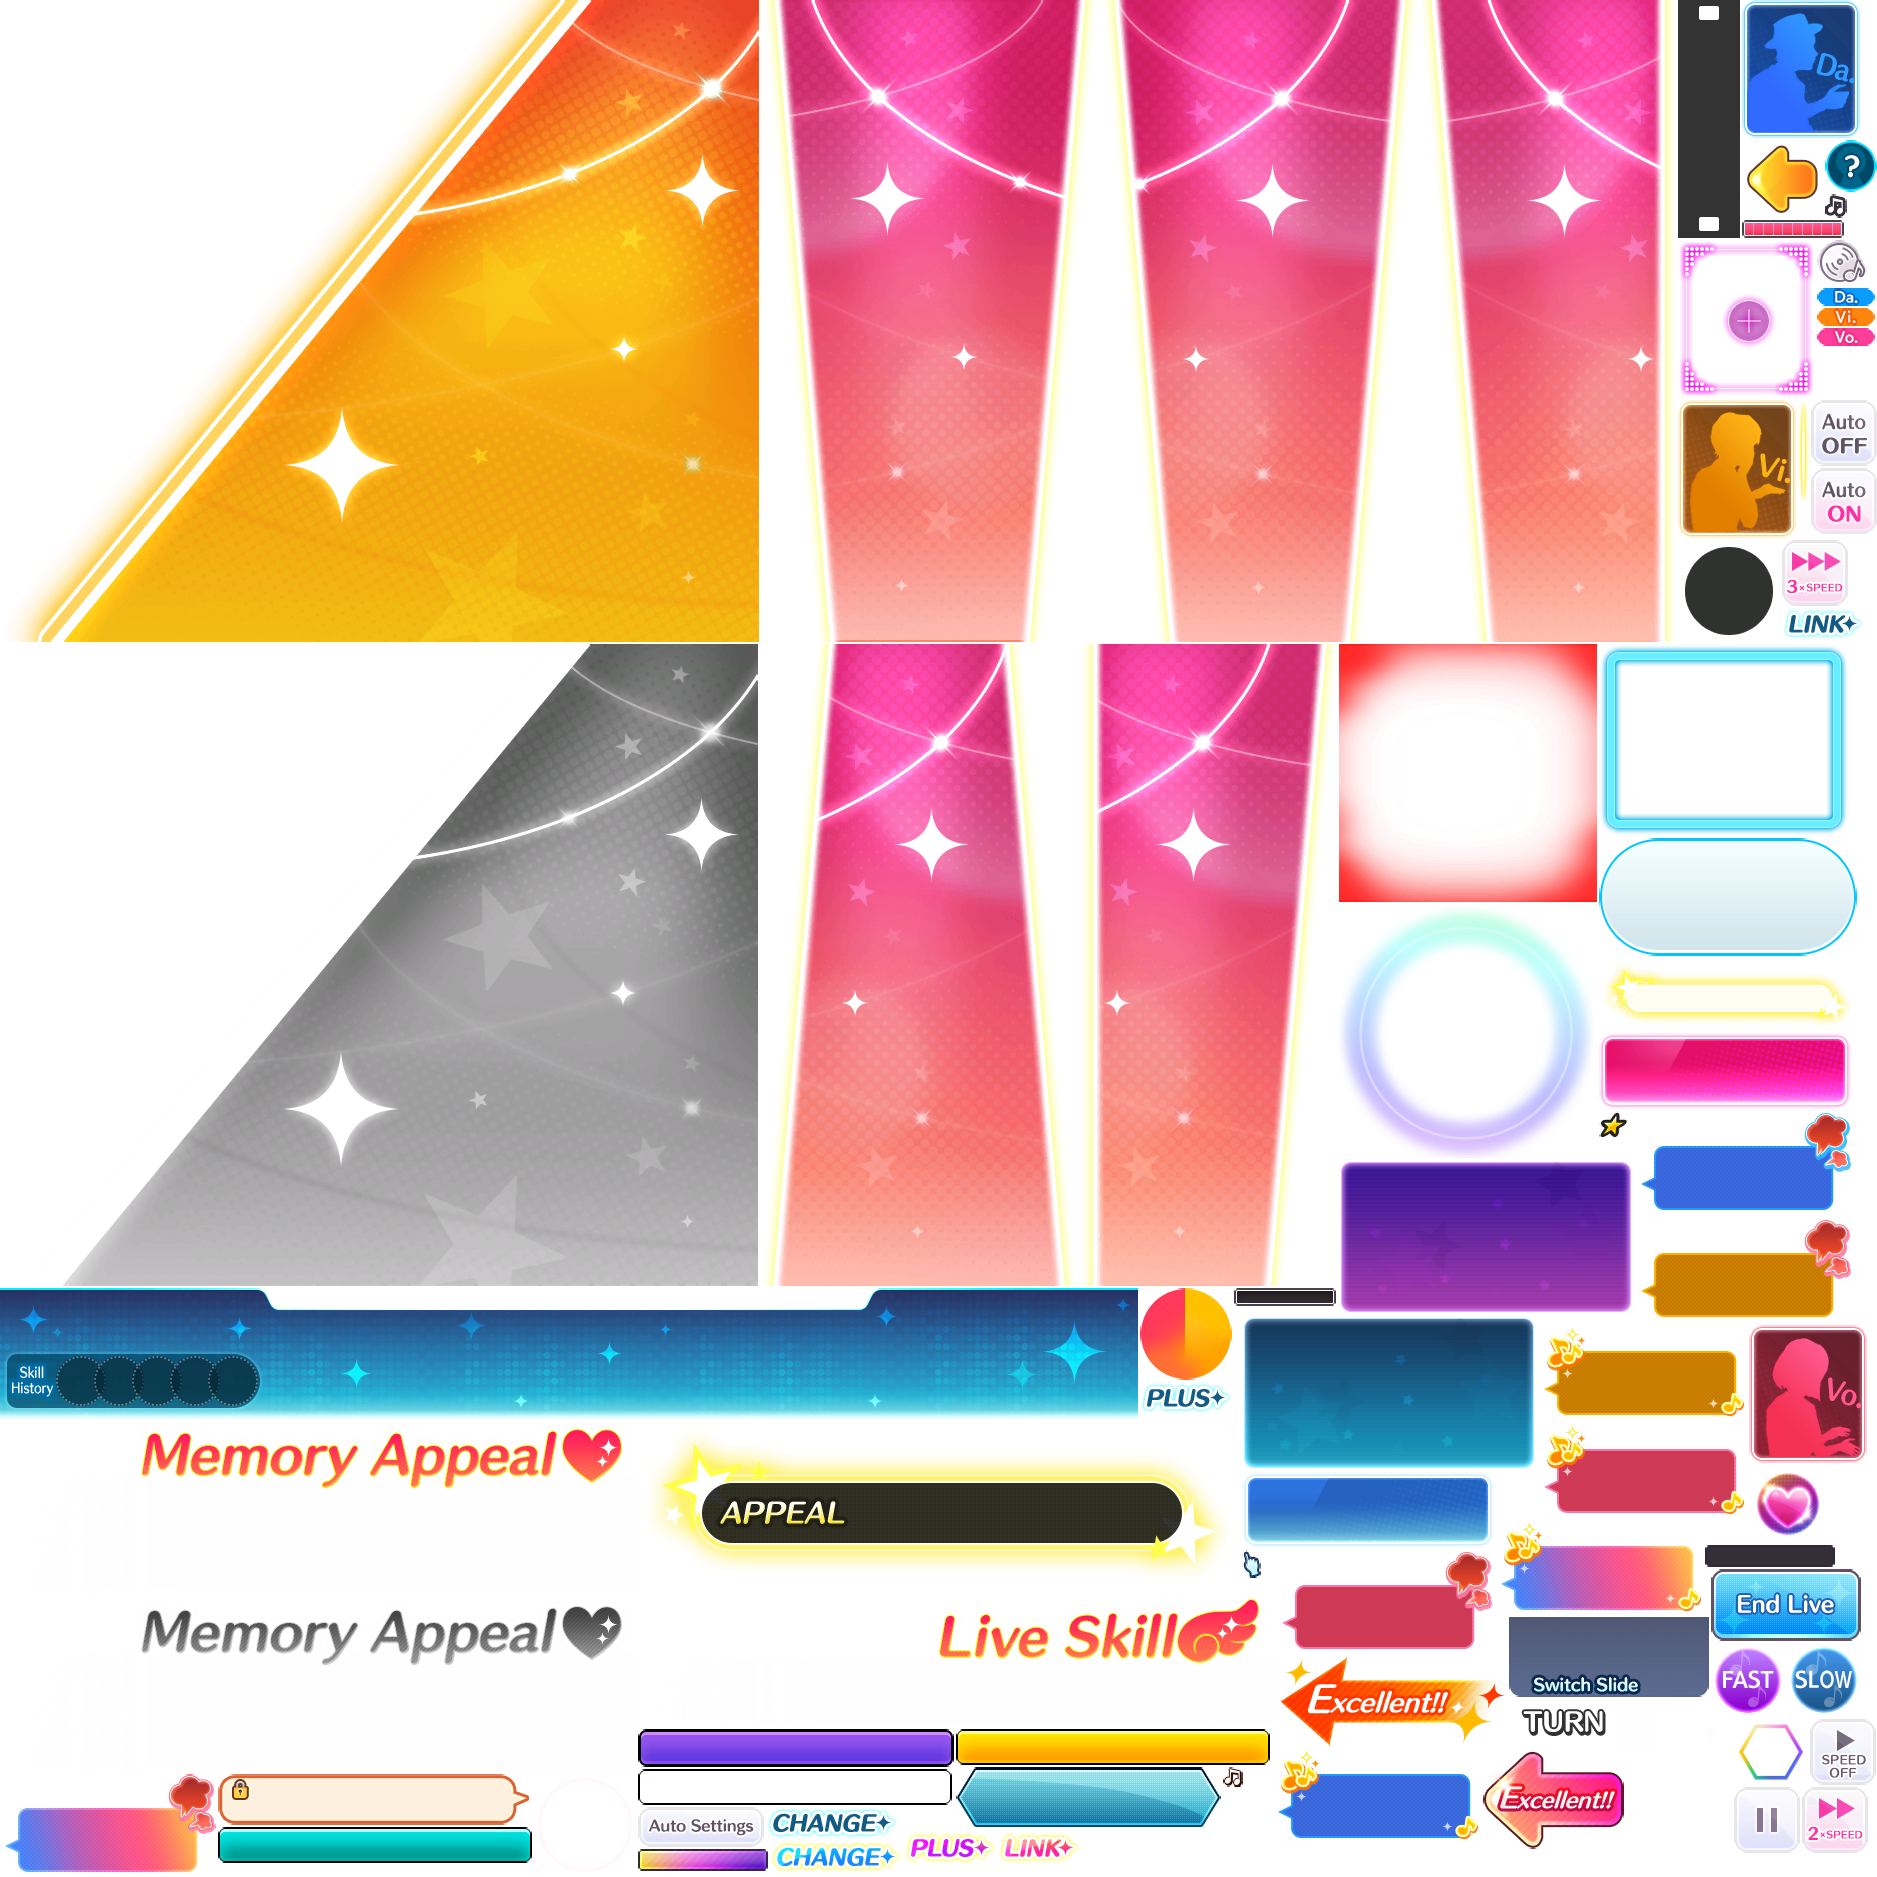 Da.
?
Da.
Vi.
Vo.
Vi.
Auto
OFF
Auto
ON
3×SPEED
LINK
Skill
History
PLUS
Vo.
Memory Appeal
APPEAL
End Live
Memory Appeal
Live Skill
Switch Slide
FAST
SLOW
Excellent!!
TURN
SPEED
OFF
Excellent!!
Auto Settings
CHANGE
CHANGE
PLUS
LINK
2×SPEED